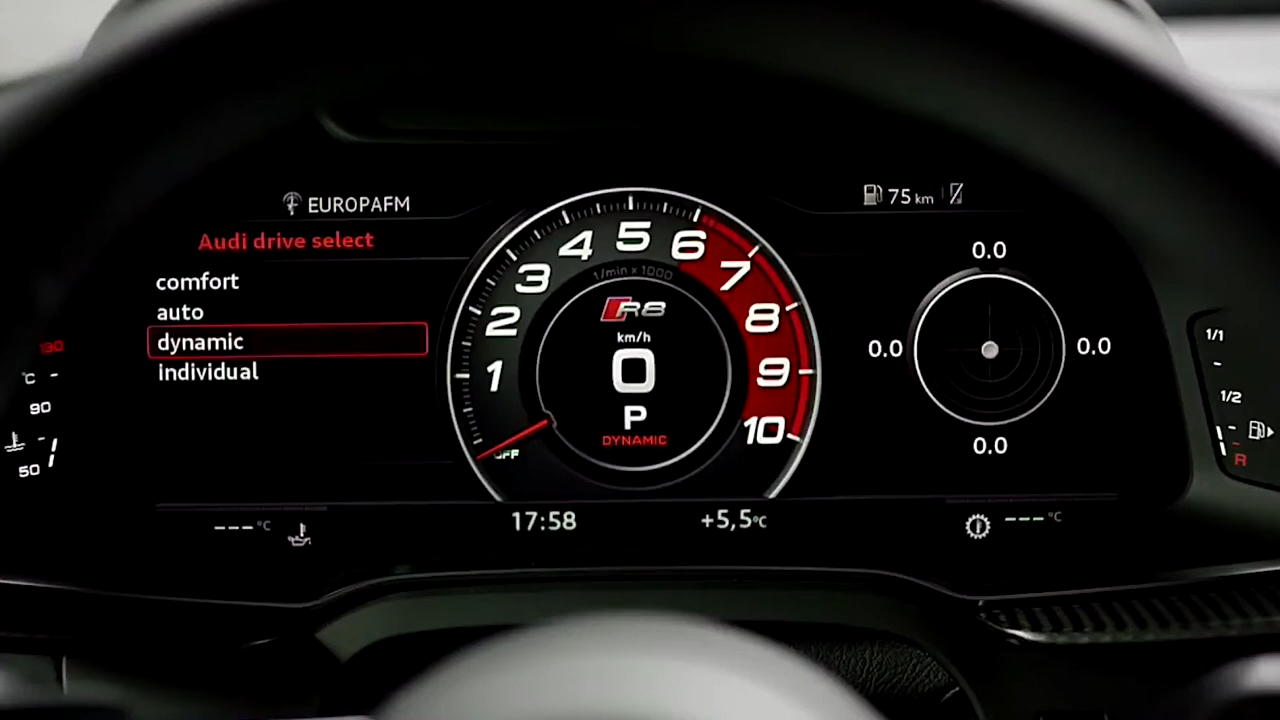 EUROPAFM
Audi drive select
comfort
auto
dynamic
individual
130
°C
90
50
OFF
1
2
3
4
5
6
7
8
9
10
1/min x 1000
R8
km/h
0
P
DYNAMIC
75 km
0.0
0.0
0.0
0.0
1/1
1/2
R
---°C
17:58
+5,5°C
---°C